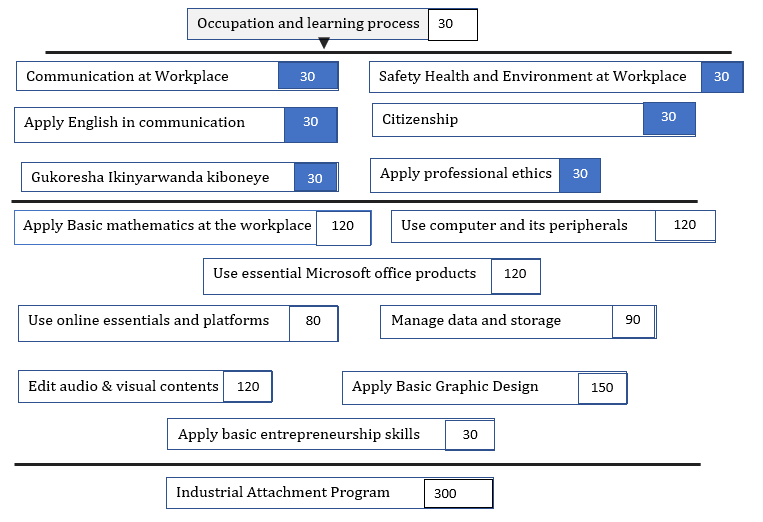 Occupation and learning process 30
Communication at Workplace 30
Safety Health and Environment at Workplace 30
Apply English in communication 30
Citizenship 30
Gukoresha Ikinyarwanda kiboneye 30
Apply professional ethics 30
Apply Basic mathematics at the workplace 120
Use computer and its peripherals 120
Use essential Microsoft office products 120
Use online essentials and platforms 80
Manage data and storage 90
Edit audio & visual contents 120
Apply Basic Graphic Design 150
Apply basic entrepreneurship skills 30
Industrial Attachment Program 300